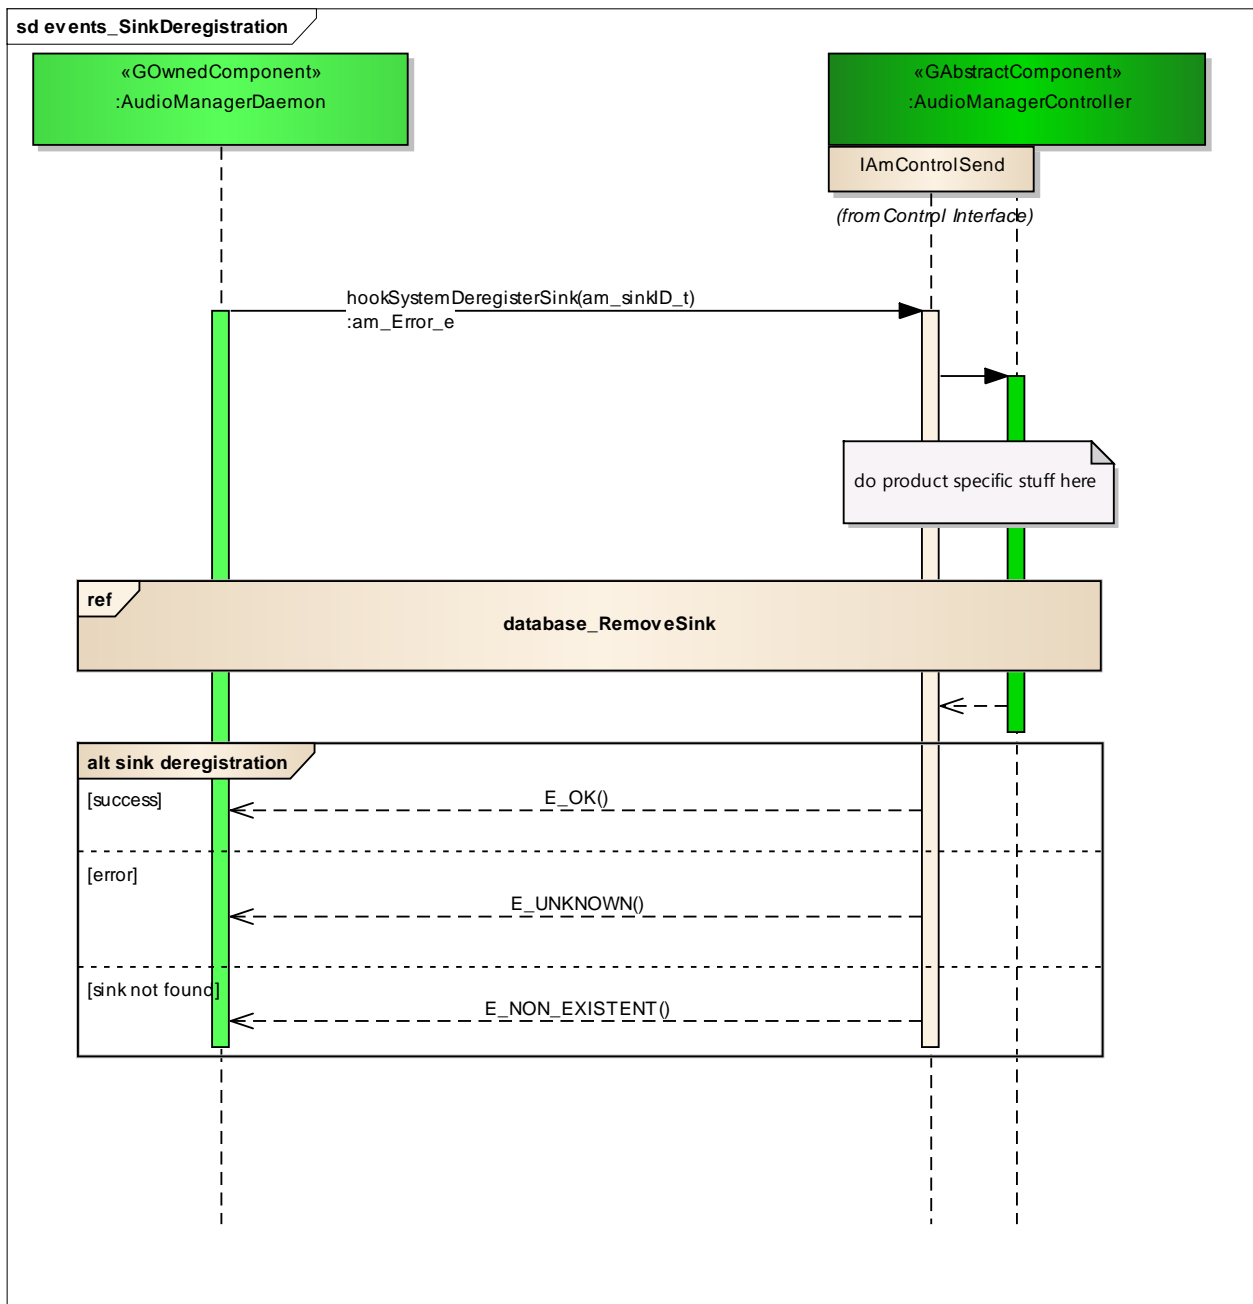 sd events_SinkDeregistration
«GOwnedComponent»
:AudioManagerDaemon
«GAbstractComponent»
:AudioManagerController
IAmControlSend
(from Control Interface)
hookSystemDeregisterSink(am_sinkID_t)
:am_Error_e
do product specific stuff here
ref
database_RemoveSink
alt sink deregistration
[success]
E_OK()
[error]
E_UNKNOWN()
[sink not found]
E_NON_EXISTENT()